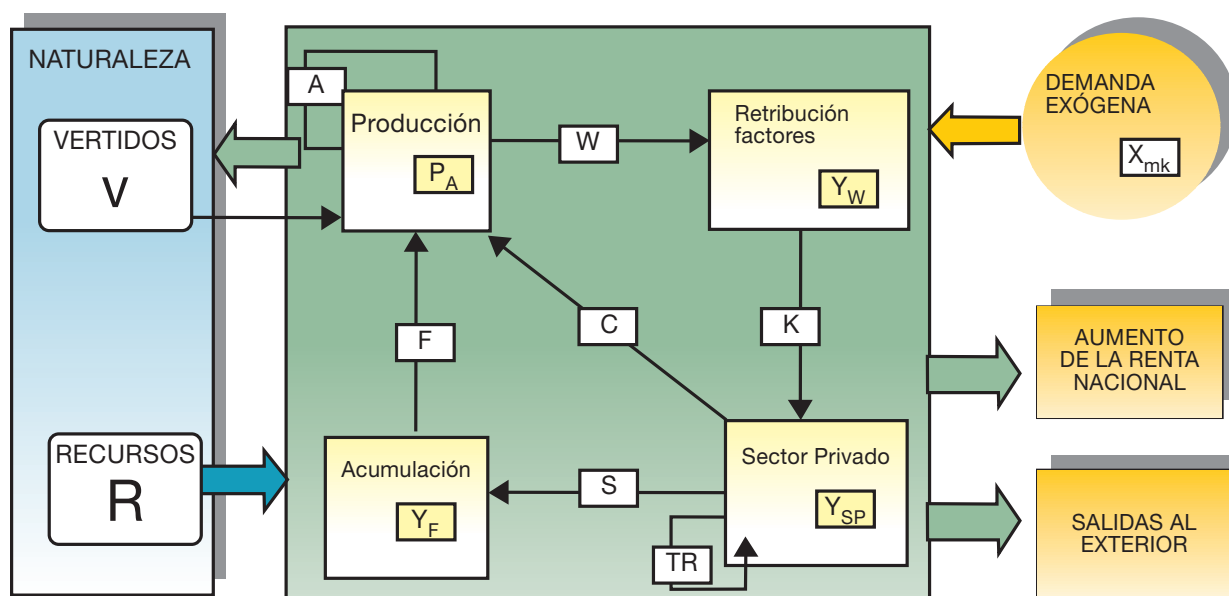 NATURALEZA
VERTIDOS
v
RECURSOS
R
A
Producción
P_A
W
Retribución
factores
Y_W
F
C
K
Acumulación
Y_F
S
TR
Sector Privado
Y_SP
DEMANDA
EXÓGENA
X_mk
AUMENTO
DE LA RENTA
NACIONAL
SALIDAS AL
EXTERIOR